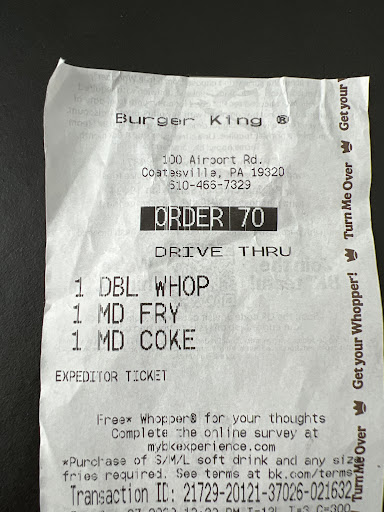 Burger King ®
100 Airport Rd.
Coatesville, PA 19320
610-466-7329
ORDER 70
DRIVE THRU
1 DBL WHOP
1 MD FRY
1 MD COKE
EXPEDITOR TICKET
Free* Whopper® for your thoughts
Complete the online survey at
mybkexperience.com
*Purchase of S/M/L soft drink and any size
fries required. See terms at bk.com/terms
Transaction ID: 21729-20121-37026-021632
Turn Me Over Get your Whopper! Turn Me Over Get your